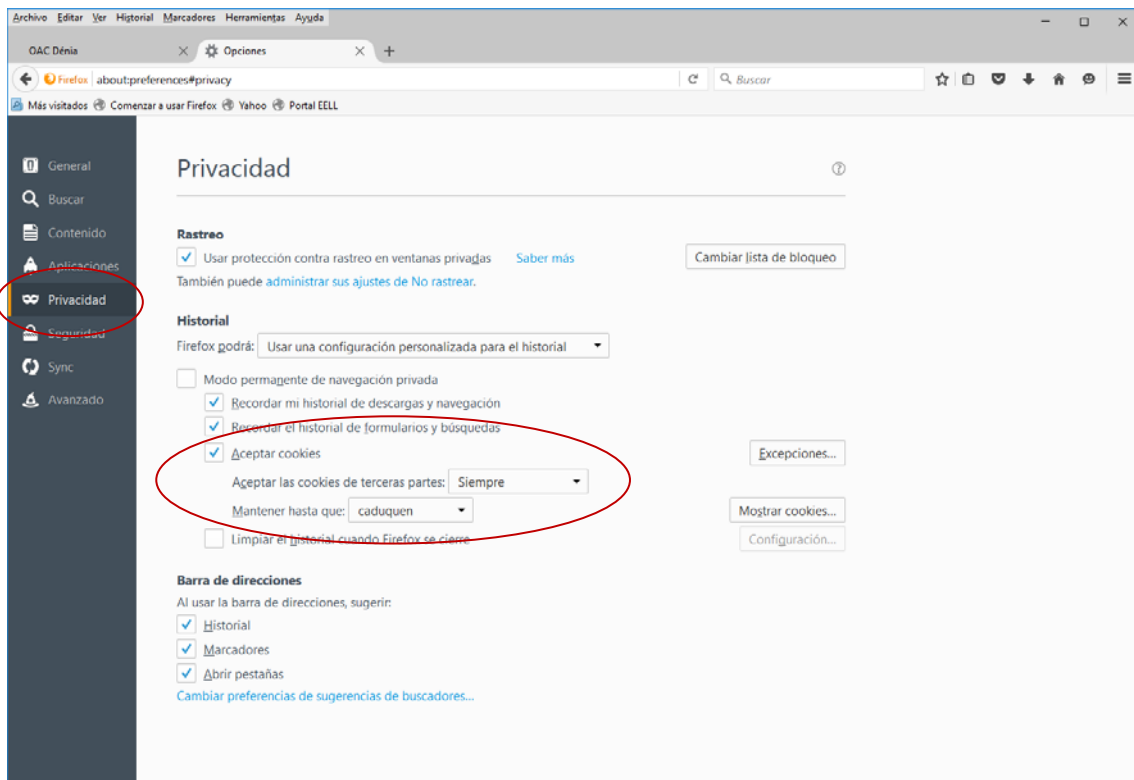 Archivo Editar Ver Historial Marcadores Herramientas Ayuda
OAC Dénia Opciones
Firefox about:preferences#privacy Buscar
Más visitados Comenzar a usar Firefox Yahoo Portal EELL
General
Buscar
Contenido
Aplicaciones
Privacidad
Seguridad
Sync
Avanzado
Privacidad
Rastreo
Usar protección contra rastreo en ventanas privadas Saber más Cambiar lista de bloqueo
También puede administrar sus ajustes de No rastrear.
Historial
Firefox podrá: Usar una configuración personalizada para el historial
Modo permanente de navegación privada
Recordar mi historial de descargas y navegación
Recordar el historial de formularios y búsquedas
Aceptar cookies Excepciones...
Aceptar las cookies de terceras partes: Siempre
Mantener hasta que: caduquen Mostrar cookies...
Limpiar el historial cuando Firefox se cierre Configuración...
Barra de direcciones
Al usar la barra de direcciones, sugerir:
Historial
Marcadores
Abrir pestañas
Cambiar preferencias de sugerencias de buscadores...